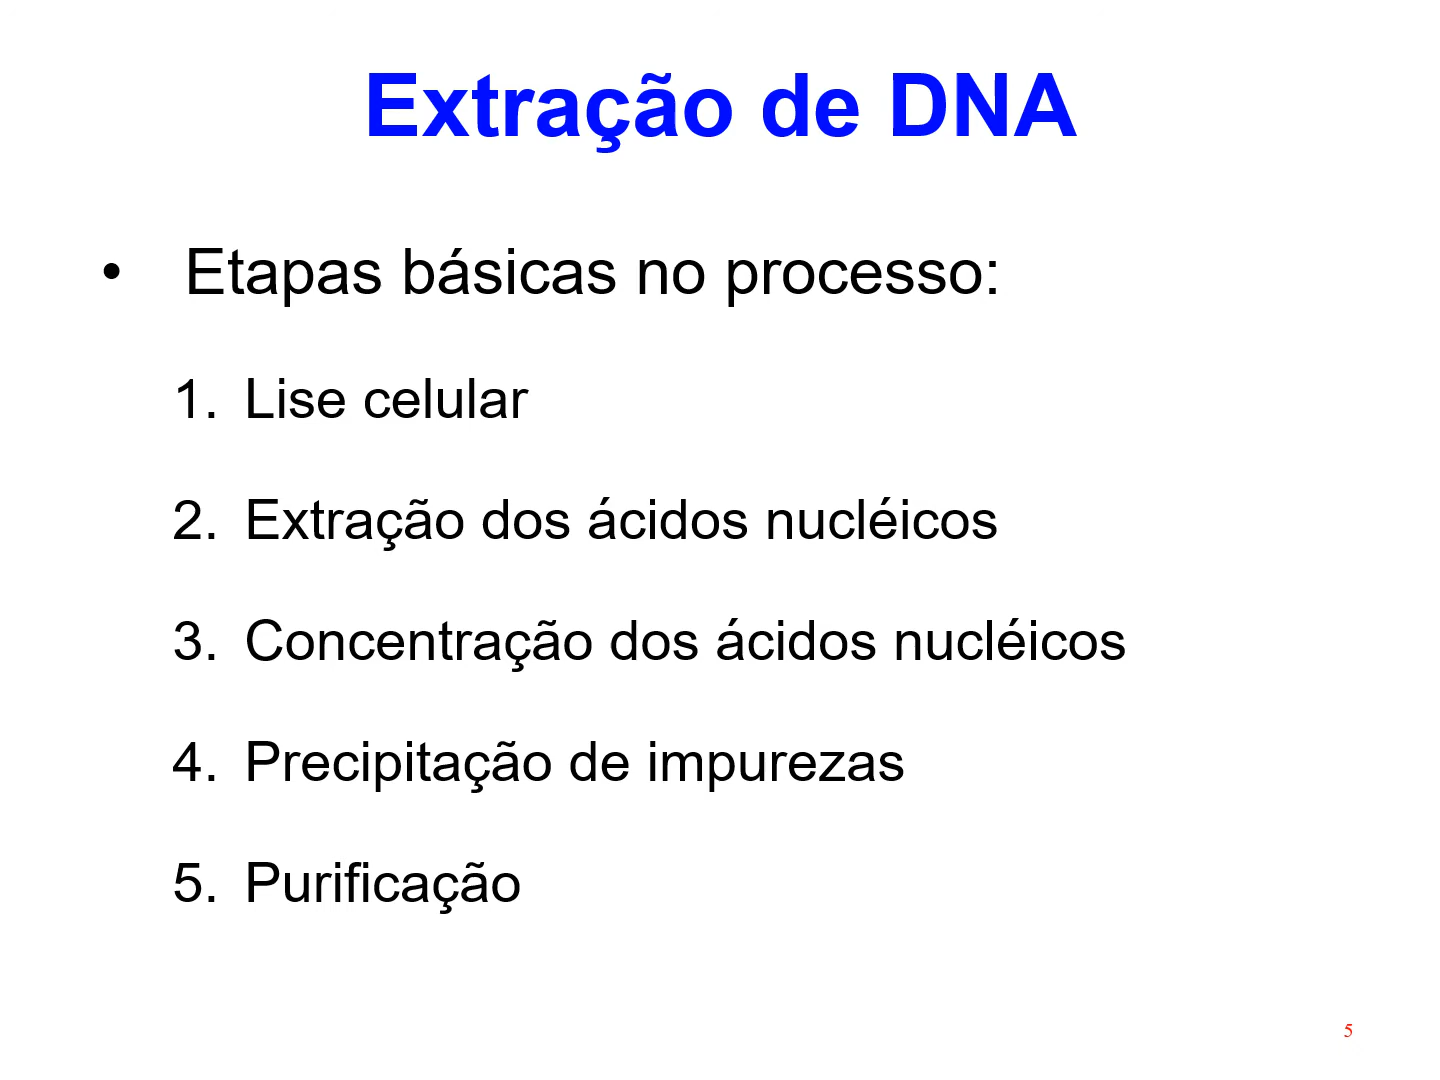 Extração de DNA
• Etapas básicas no processo:
1. Lise celular
2. Extração dos ácidos nucléicos
3. Concentração dos ácidos nucléicos
4. Precipitação de impurezas
5. Purificação
5